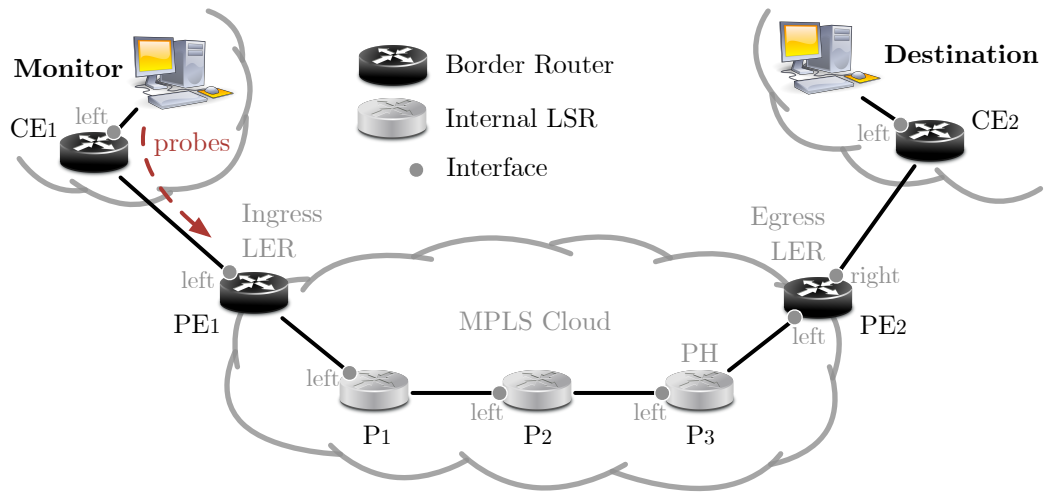 Monitor
left
CE1
probes
Border Router
Internal LSR
Interface
Destination
left
CE2
Ingress
LER
left
PE1
Egress
LER
right
PE2
left
MPLS Cloud
left
P1
left
P2
PH
left
P3